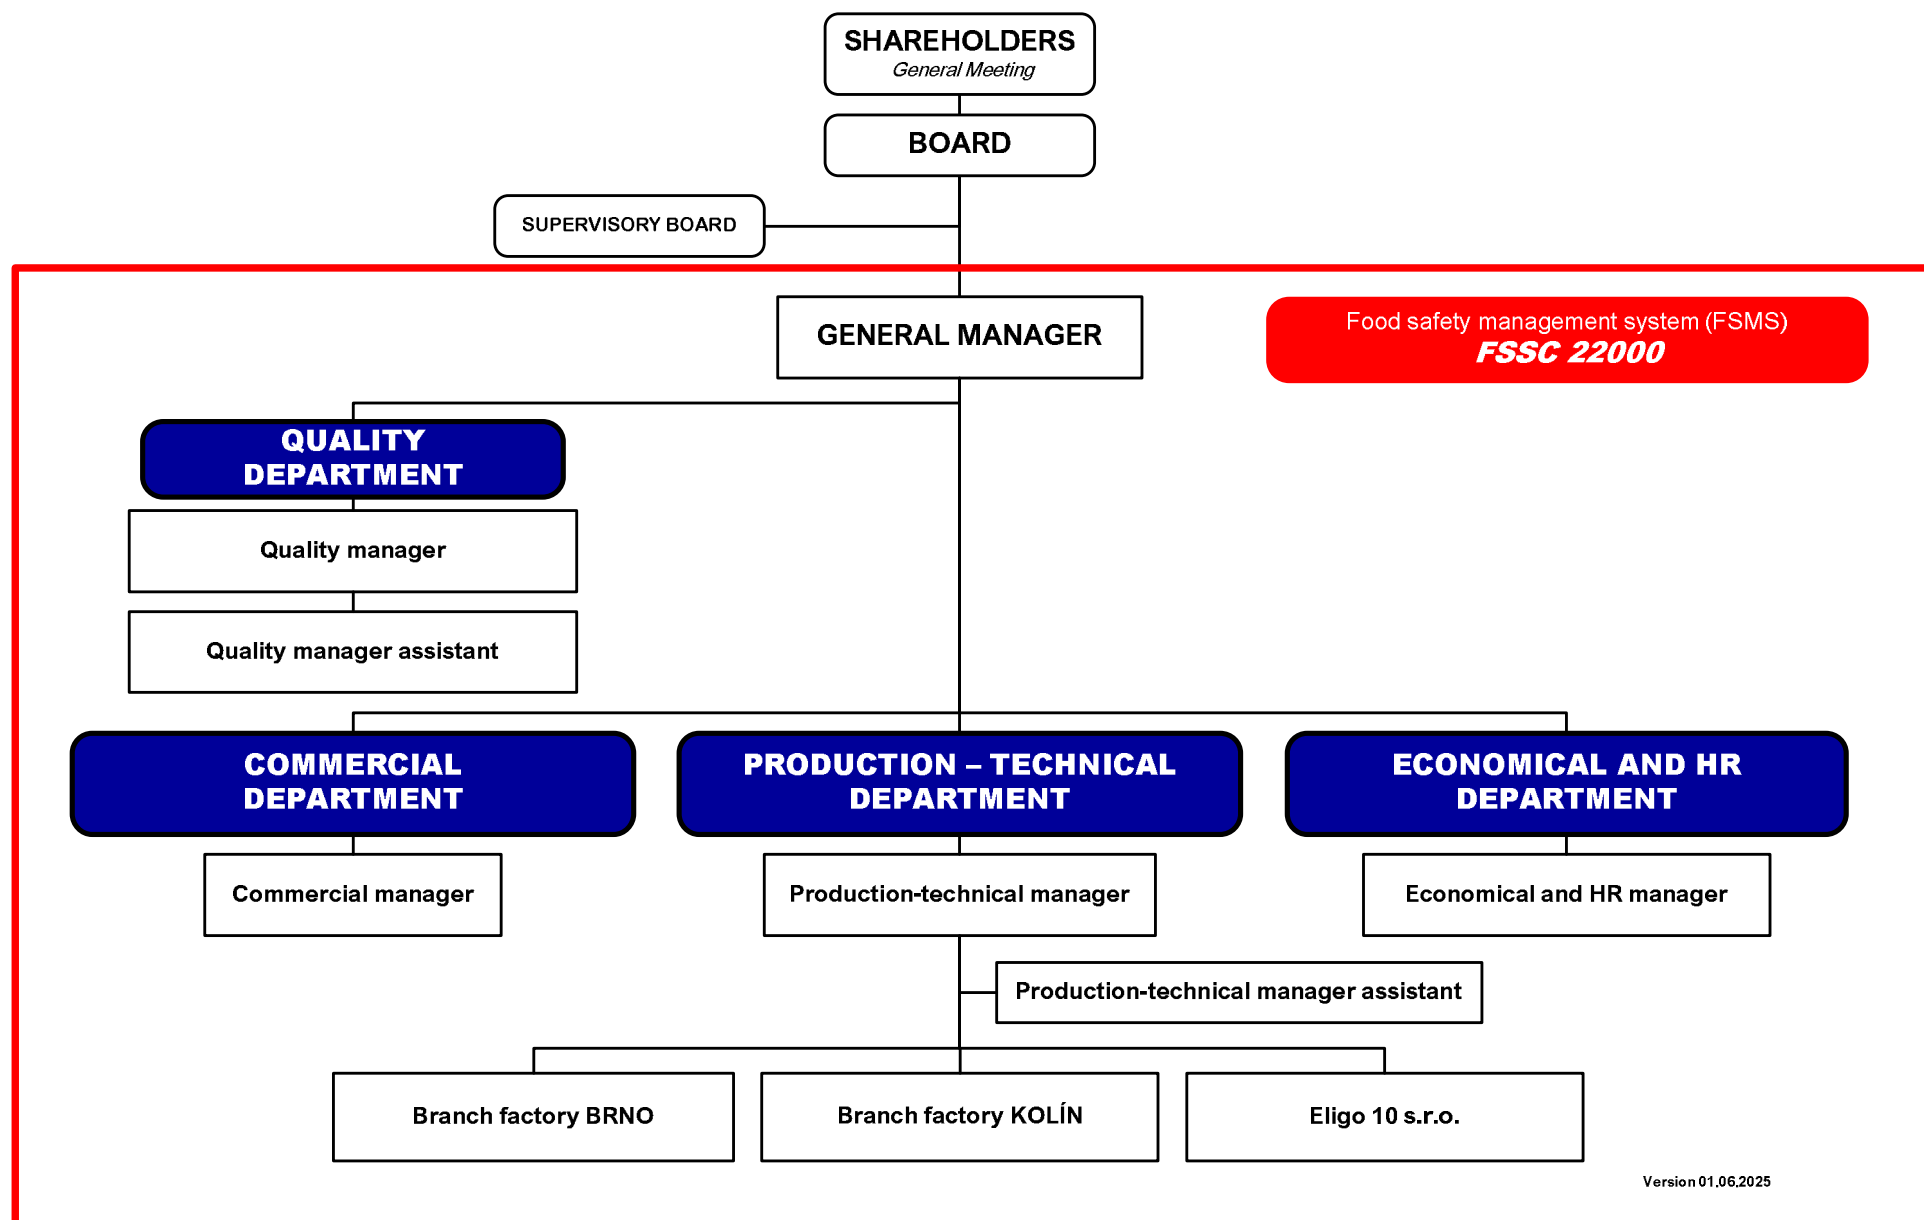 SHAREHOLDERS
General Meeting
BOARD
SUPERVISORY BOARD
GENERAL MANAGER
Food safety management system (FSMS)
FSSC 22000
QUALITY
DEPARTMENT
Quality manager
Quality manager assistant
COMMERCIAL
DEPARTMENT
PRODUCTION – TECHNICAL
DEPARTMENT
ECONOMICAL AND HR
DEPARTMENT
Commercial manager
Production-technical manager
Economical and HR manager
Production-technical manager assistant
Branch factory BRNO
Branch factory KOLÍN
Eligo 10 s.r.o.
Version 01.06.2025